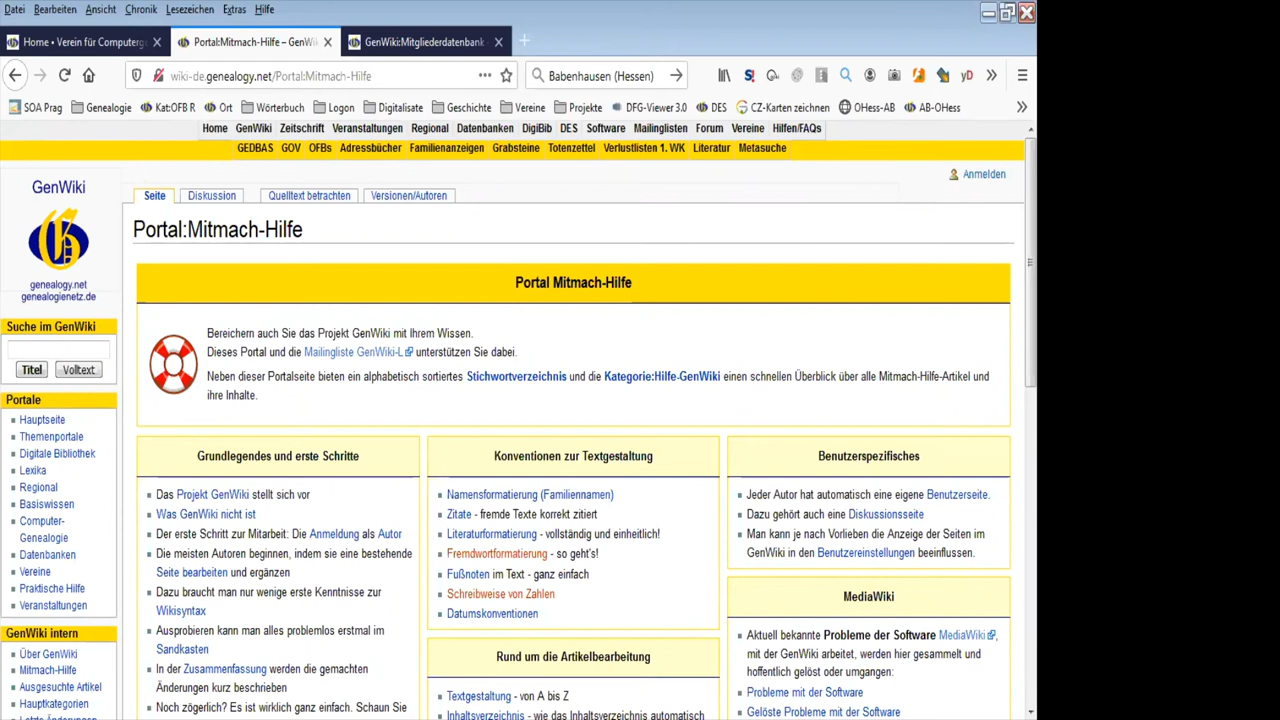 Datei Bearbeiten Ansicht Chronik Lesezeichen Extras Hilfe
Home • Verein für Computerge
Portal:Mitmach-Hilfe – GenWi
GenWiki:Mitgliederdatenbank
wiki-de.genealogy.net/Portal:Mitmach-Hilfe
Babenhausen (Hessen)
SOA Prag Genealogie Kat:OFB R Ort Wörterbuch Logon Digitalisate Geschichte Vereine Projekte DFG-Viewer 3.0 DES CZ-Karten zeichnen OHess-AB AB-OHess
Home GenWiki Zeitschrift Veranstaltungen Regional Datenbanken DigiBib DES Software Mailinglisten Forum Vereine Hilfen/FAQs
GEDBAS GOV OFBs Adressbücher Familienanzeigen Grabsteine Totenzettel Verlustlisten 1. WK Literatur Metasuche
Anmelden
GenWiki
genealogy.net
genealogienetz.de
Suche im GenWiki
Titel Volltext
Portale
Hauptseite
Themenportale
Digitale Bibliothek
Lexika
Regional
Basiswissen
Computer-
Genealogie
Datenbanken
Vereine
Praktische Hilfe
Veranstaltungen
GenWiki intern
Über GenWiki
Mitmach-Hilfe
Ausgesuchte Artikel
Hauptkategorien
Letzte Änderungen
Seite Diskussion Quelltext betrachten Versionen/Autoren
Portal:Mitmach-Hilfe
Portal Mitmach-Hilfe
Bereichern auch Sie das Projekt GenWiki mit Ihrem Wissen.
Dieses Portal und die Mailingliste GenWiki-L unterstützen Sie dabei.
Neben dieser Portalseite bieten ein alphabetisch sortiertes Stichwortverzeichnis und die Kategorie:Hilfe-GenWiki einen schnellen Überblick über alle Mitmach-Hilfe-Artikel und
ihre Inhalte.
Grundlegendes und erste Schritte
Das Projekt GenWiki stellt sich vor
Was GenWiki nicht ist
Der erste Schritt zur Mitarbeit: Die Anmeldung als Autor
Die meisten Autoren beginnen, indem sie eine bestehende
Seite bearbeiten und ergänzen
Dazu braucht man nur wenige erste Kenntnisse zur
Wikisyntax
Ausprobieren kann man alles problemlos erstmal im
Sandkasten
In der Zusammenfassung werden die gemachten
Änderungen kurz beschrieben
Noch zögerlich? Es ist wirklich ganz einfach. Schaun Sie
Konventionen zur Textgestaltung
Namensformatierung (Familiennamen)
Zitate - fremde Texte korrekt zitiert
Literaturformatierung - vollständig und einheitlich!
Fremdwortformatierung - so geht's!
Fußnoten im Text - ganz einfach
Schreibweise von Zahlen
Datumskonventionen
Rund um die Artikelbearbeitung
Textgestaltung - von A bis Z
Inhaltsverzeichnis - wie das Inhaltsverzeichnis automatisch
Benutzerspezifisches
Jeder Autor hat automatisch eine eigene Benutzerseite.
Dazu gehört auch eine Diskussionsseite
Man kann je nach Vorlieben die Anzeige der Seiten im
GenWiki in den Benutzereinstellungen beeinflussen.
MediaWiki
Aktuell bekannte Probleme der Software MediaWiki,
mit der GenWiki arbeitet, werden hier gesammelt und
hoffentlich gelöst oder umgangen:
Probleme mit der Software
Gelöste Probleme mit der Software